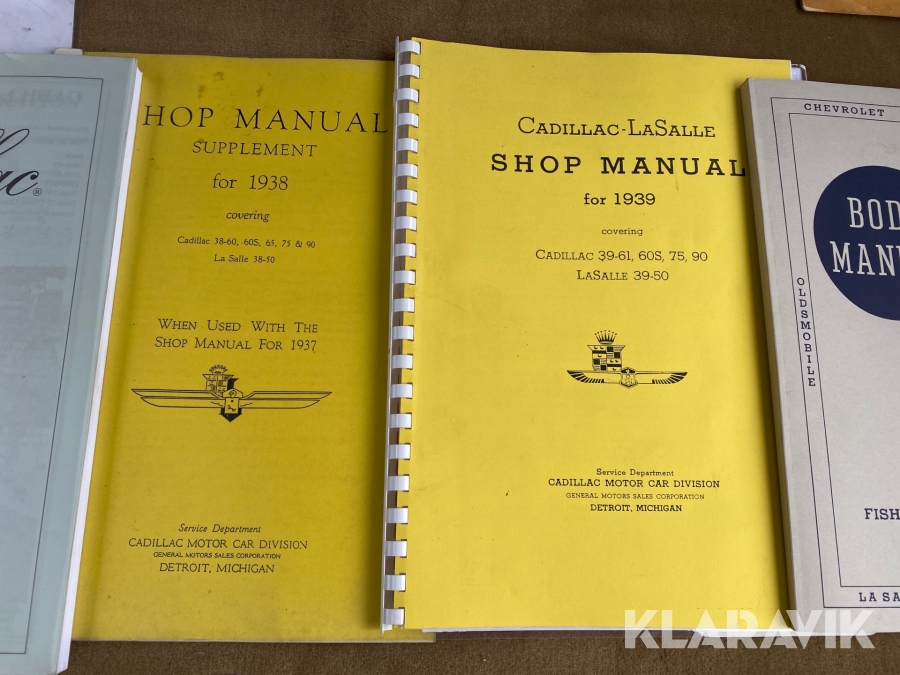 ac®
HOP MANUAL
SUPPLEMENT
for 1938
covering
Cadillac 38-60, 60S, 65, 75 & 90
La Salle 38-50
WHEN USED WITH THE
SHOP MANUAL FOR 1937
Service Department
CADILLAC MOTOR CAR DIVISION
GENERAL MOTORS SALES CORPORATION
DETROIT, MICHIGAN
CADILLAC-LASALLE
SHOP MANUAL
for 1939
covering
CADILLAC 39-61, 60S, 75, 90
LASALLE 39-50
Service Department
CADILLAC MOTOR CAR DIVISION
GENERAL MOTORS SALES CORPORATION
DETROIT, MICHIGAN
CHEVROLET
BOD
MANU
OLDSMOBILE
FISH
LA SA
KLARAVIK